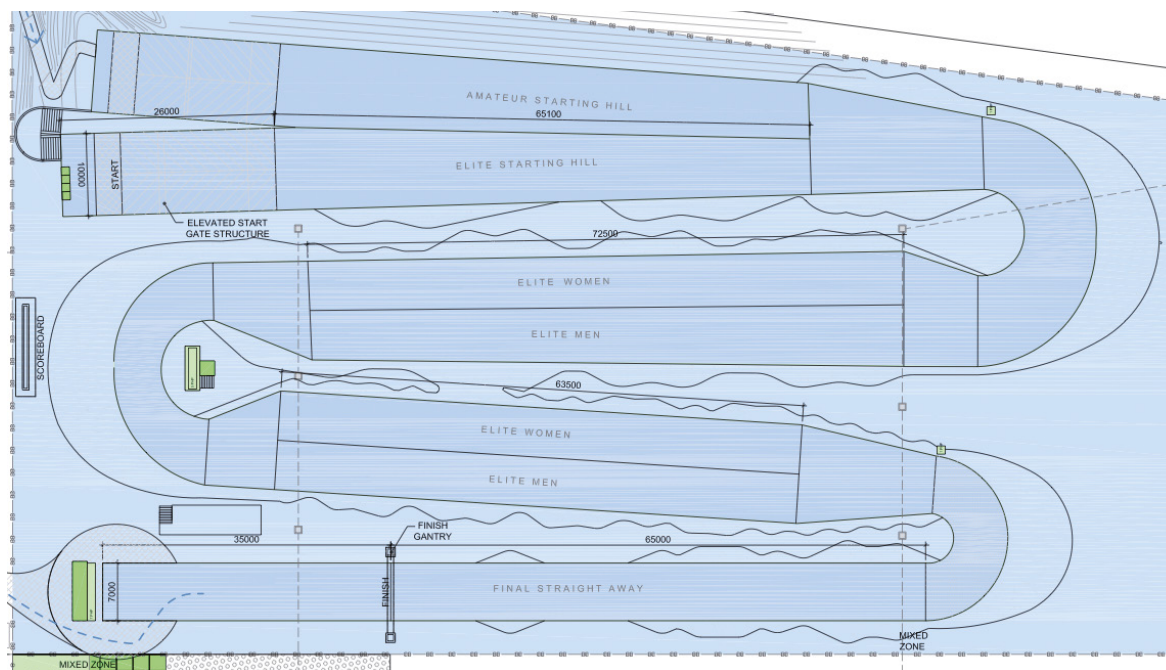 AMATEUR STARTING HILL
26000
65100
10000
START
ELITE STARTING HILL
ELEVATED START
GATE STRUCTURE
72500
ELITE WOMEN
ELITE MEN
SCOREBOARD
63500
ELITE WOMEN
ELITE MEN
FINISH
GANTRY
35000
65000
7000
FINISH
FINAL STRAIGHT AWAY
MIXED
ZONE
MIXED ZONE